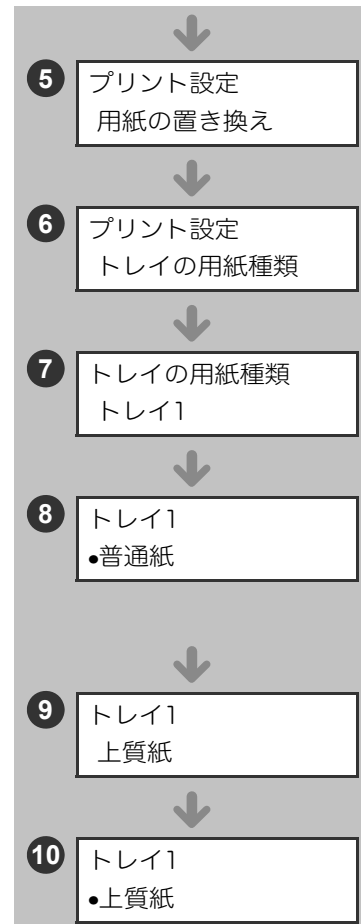 5
プリント設定
用紙の置き換え
6
プリント設定
トレイの用紙種類
7
トレイの用紙種類
トレイ1
8
トレイ1
•普通紙
9
トレイ1
上質紙
10
トレイ1
•上質紙